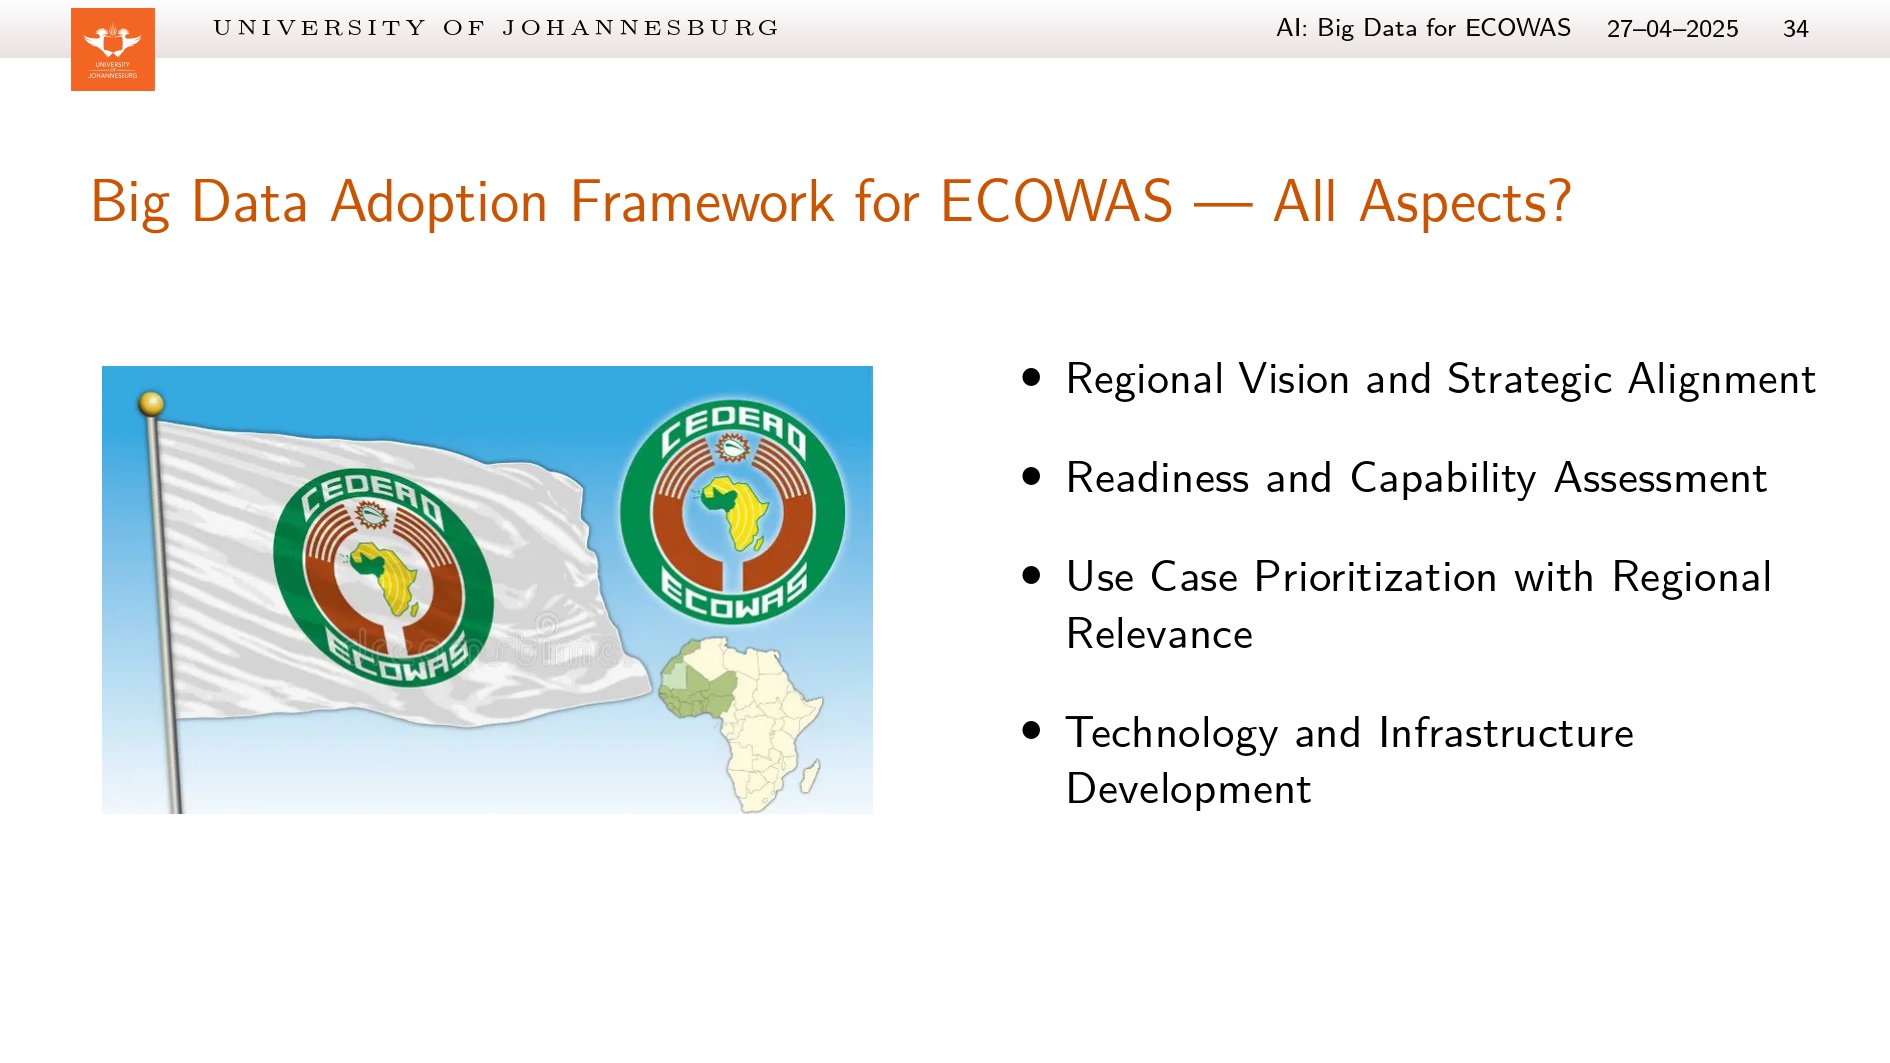 UNIVERSITY OF JOHANNESBURG
AI: Big Data for ECOWAS 27–04–2025 34
UNIVERSITY
OF
JOHANNESBURG
Big Data Adoption Framework for ECOWAS — All Aspects?
CEDEAO
ECOWAS
CEDEAO
ECOWAS
dreamstime
• Regional Vision and Strategic Alignment
• Readiness and Capability Assessment
• Use Case Prioritization with Regional
Relevance
• Technology and Infrastructure
Development